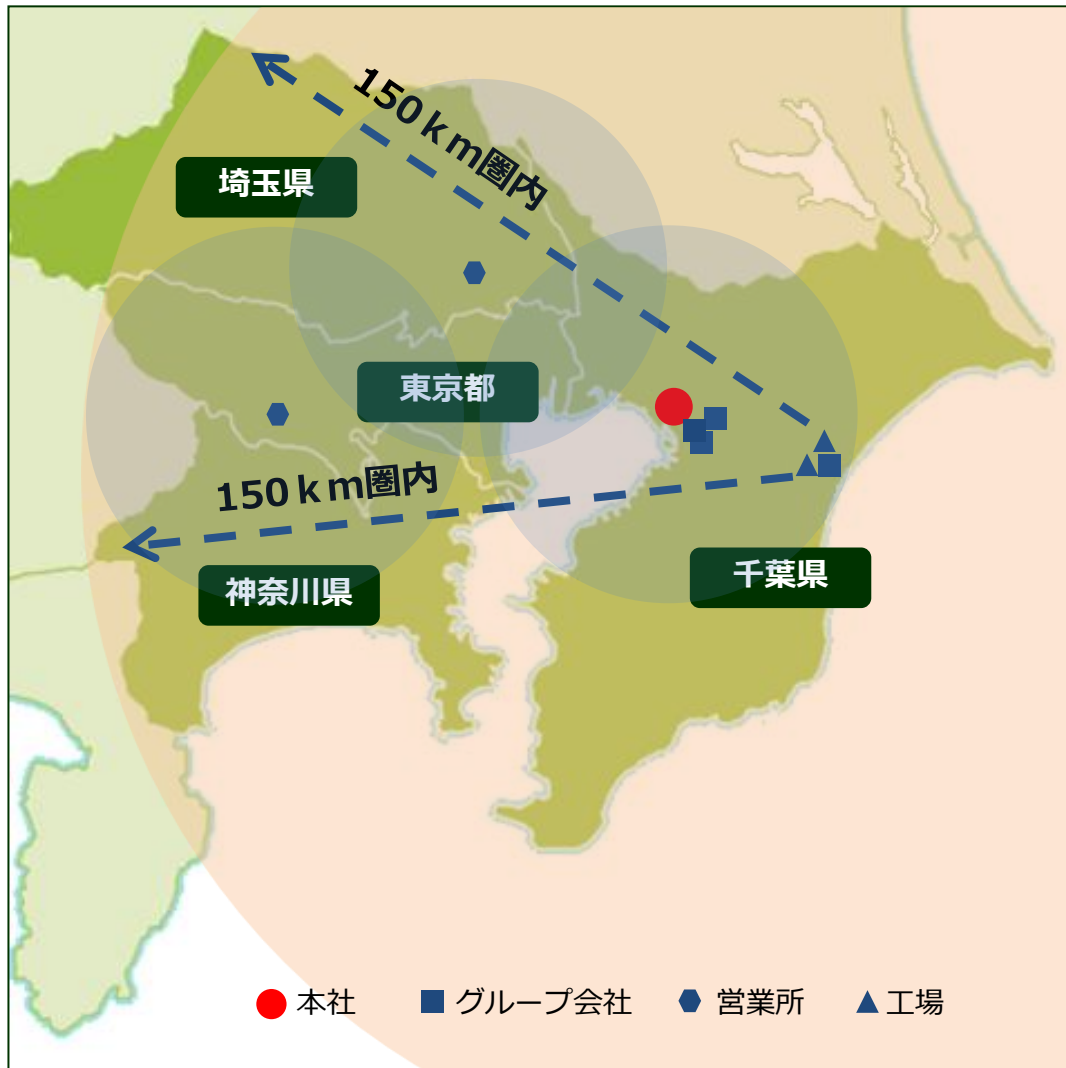 150ｋｍ圏内
埼玉県
東京都
150ｋｍ圏内
千葉県
神奈川県
本社
グループ会社
営業所
工場